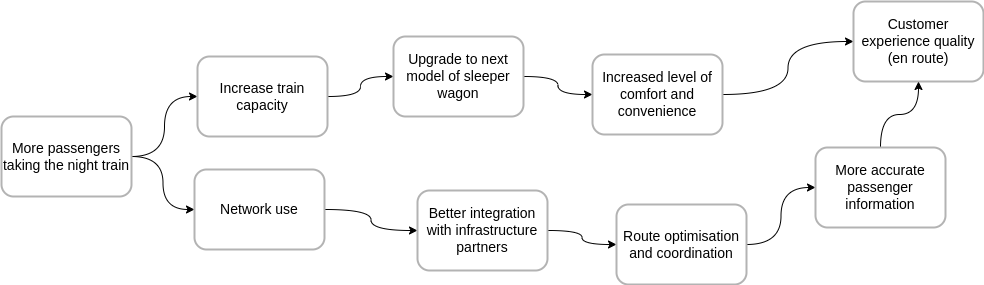 More passengers
taking the night train
Increase train
capacity
Upgrade to next
model of sleeper
wagon
Increased level of
comfort and
convenience
Customer
experience quality
(en route)
Network use
Better integration
with infrastructure
partners
Route optimisation
and coordination
More accurate
passenger
information